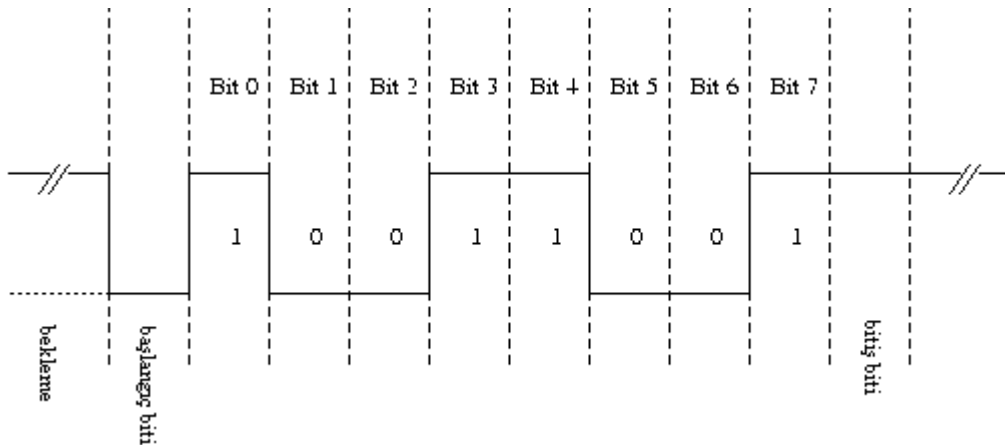 Bit 0 Bit 1 Bit 2 Bit 3 Bit 4 Bit 5 Bit 6 Bit 7
1 0 0 1 1 0 0 1
bekleme
başlangıç biti
bitiş biti